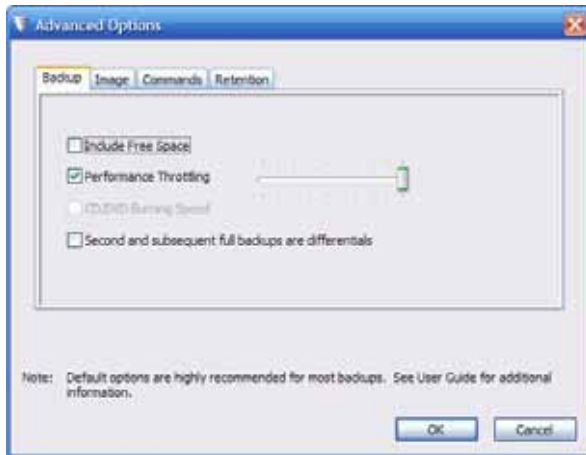 Advanced Options
Backup Image Commands Retention
Include Free Space
Performance Throttling
CD/DVD Burning Speed
Second and subsequent full backups are differentials
Note: Default options are highly recommended for most backups. See User Guide for additional
information.
OK Cancel